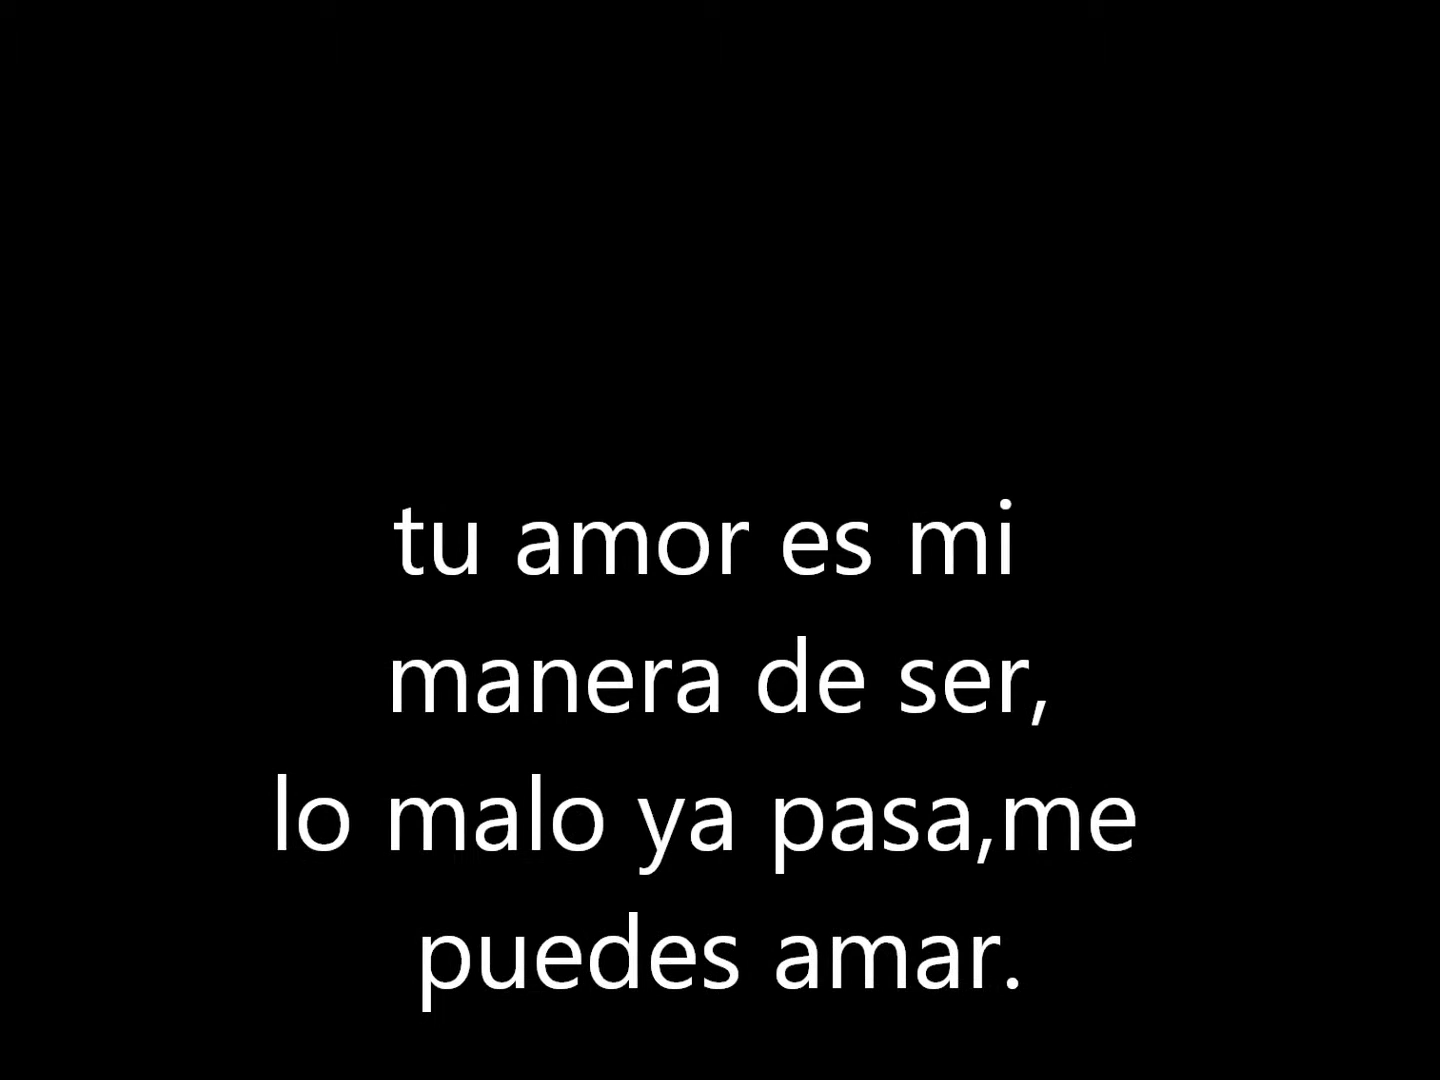 tu amor es mi
manera de ser,
lo malo ya pasa,me
puedes amar.